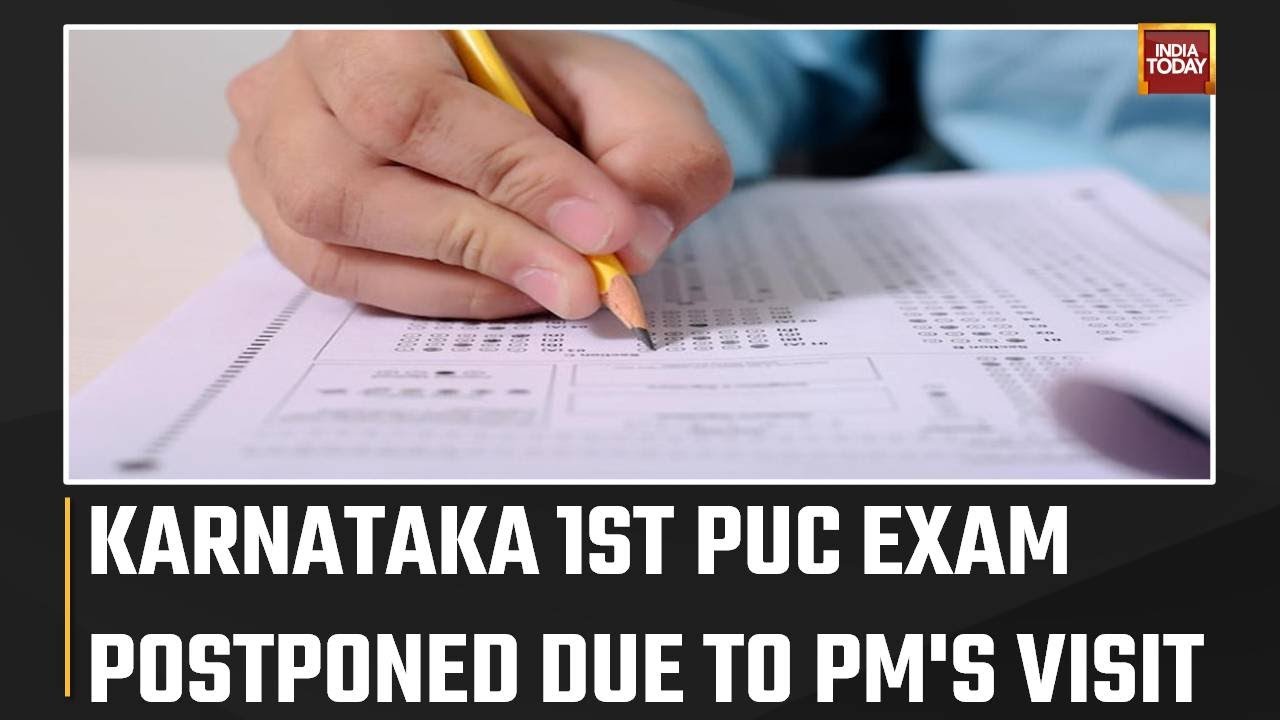 INDIA
TODAY
KARNATAKA 1ST PUC EXAM
POSTPONED DUE TO PM'S VISIT